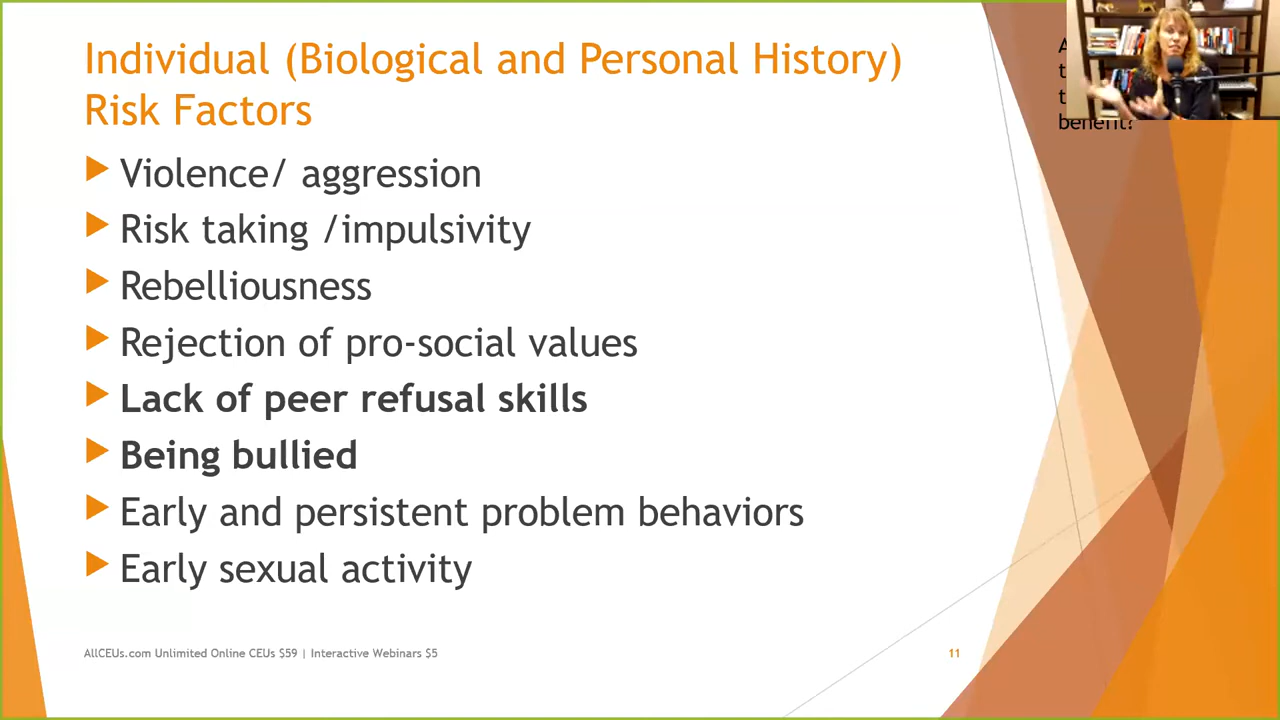 Individual (Biological and Personal History)
Risk Factors
Violence/ aggression
Risk taking /impulsivity
Rebelliousness
Rejection of pro-social values
Lack of peer refusal skills
Being bullied
Early and persistent problem behaviors
Early sexual activity
benefit?
AllCEUs.com Unlimited Online CEUs $59 | Interactive Webinars $5
11